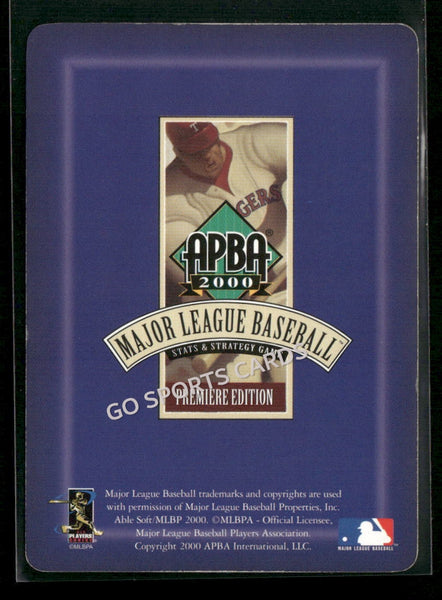 T
GERS
APBA®
2000
MAJOR LEAGUE BASEBALL™
STATS & STRATEGY GAME
GO SPORTS CARDS
PREMIERE EDITION
Major League Baseball trademarks and copyrights are used
with permission of Major League Baseball Properties, Inc.
Able Soft/MLBP 2000. ©MLBPA - Official Licensee,
Major League Baseball Players Association.
Copyright 2000 APBA International, LLC.
PLAYERS
CHOICE
©MLBPA
MAJOR LEAGUE BASEBALL